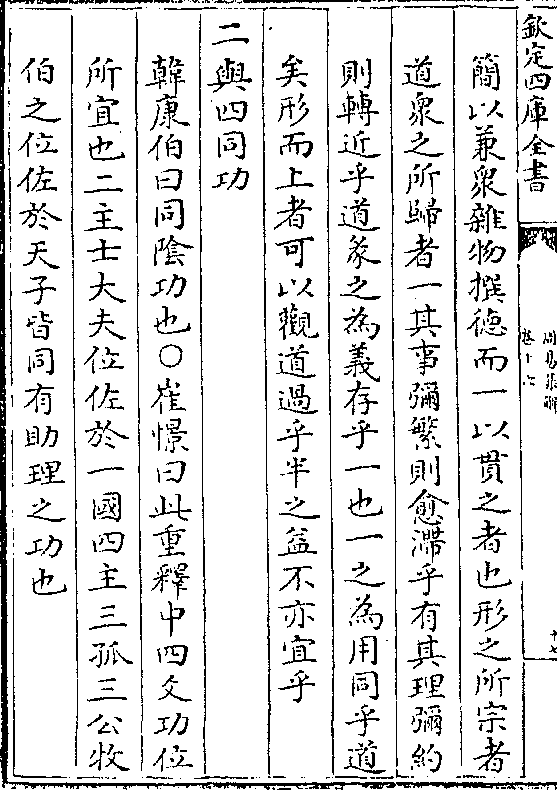 欽定四庫全書
周易集解
卷十六
十七
簡以兼衆雜物撰德而一以貫之者也形之所宗者
道衆之所歸者一其事彌繁則愈滯乎有其理彌約
則轉近乎道彖之為義存乎一也一之為用同乎道
矣形而上者可以觀道過乎半之益不亦宜乎
二與四同功
韓康伯曰同陰功也○崔憬曰此重釋中四爻功位
所宜也二主士大夫位佐於一國四主三孤三公牧
伯之位佐於天子皆同有助理之功也